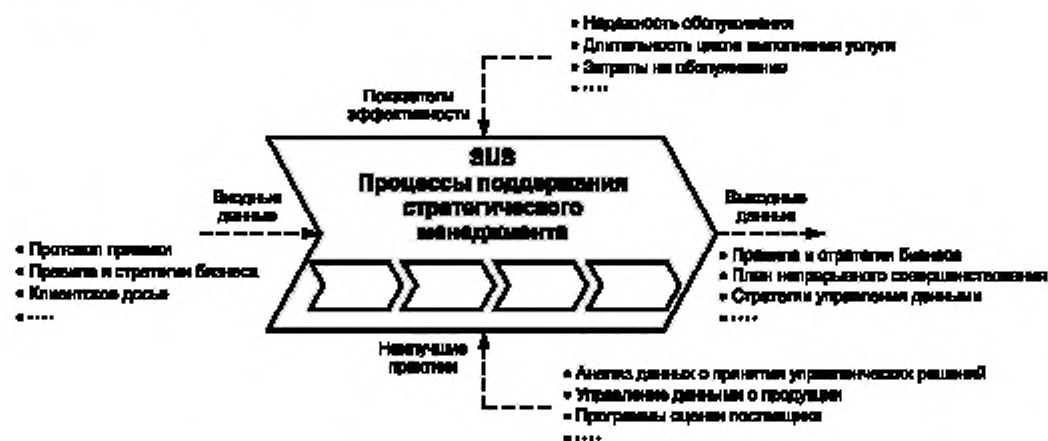 • Надежность обслуживания
• Длительность цикла выполнения услуги
• Затраты на обслуживание
• ····
Показатели
эффективности
SUS
Процессы поддержания
стратегического
менеджмента
Входные
данные
• Протокол приемки
• Правила и стратегии бизнеса
• Клиентское досье
• ····
Выходные
данные
• Правила и стратегии бизнеса
• План непрерывного совершенствования
• Стратегии управления данными
• ····
Наилучшие
практики
• Анализ данных о принятии управленческих решений
• Управление данными о продукции
• Программы оценки поставщика
• ····